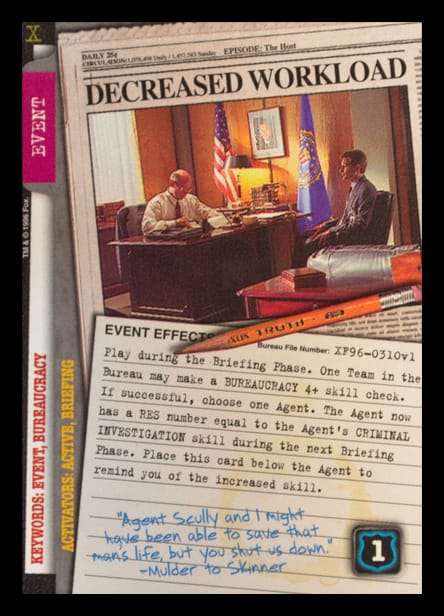 X
DAILY 25¢
CIRCULATION: 1,058,498 Daily / 1,457,562 Sunday
EPISODE: The Host
DECREASED WORKLOAD
EVENT
TM & © 1996 Fox.
KEYWORDS: EVENT, BUREAUCRACY
ACTIVATORS: ACTIVE, BRIEFING
TRUTH
EVENT EFFECTS
Bureau File Number: XF96-0310v1
Play during the Briefing Phase. One Team in the
Bureau may make a BUREAUCRACY 4+ skill check.
If successful, choose one Agent. The Agent now
has a RES number equal to the Agent's CRIMINAL
INVESTIGATION skill during the next Briefing
Phase. Place this card below the Agent to
remind you of the increased skill.
"Agent Scully and I might
have been able to save that
man's life, but you shut us down."
-Mulder to Skinner
1